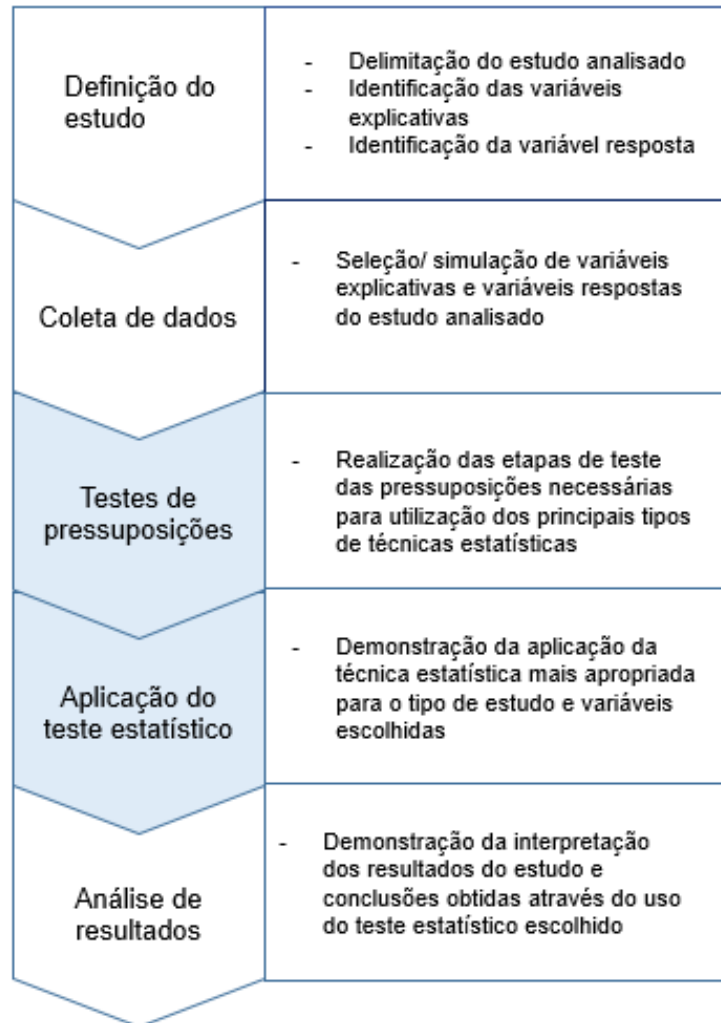 Definição do
estudo
- Delimitação do estudo analisado
- Identificação das variáveis
explicativas
- Identificação da variável resposta
Coleta de dados
- Seleção/ simulação de variáveis
explicativas e variáveis respostas
do estudo analisado
Testes de
pressuposições
- Realização das etapas de teste
das pressuposições necessárias
para utilização dos principais tipos
de técnicas estatísticas
Aplicação do
teste estatístico
- Demonstração da aplicação da
técnica estatística mais apropriada
para o tipo de estudo e variáveis
escolhidas
Análise de
resultados
- Demonstração da interpretação
dos resultados do estudo e
conclusões obtidas através do uso
do teste estatístico escolhido